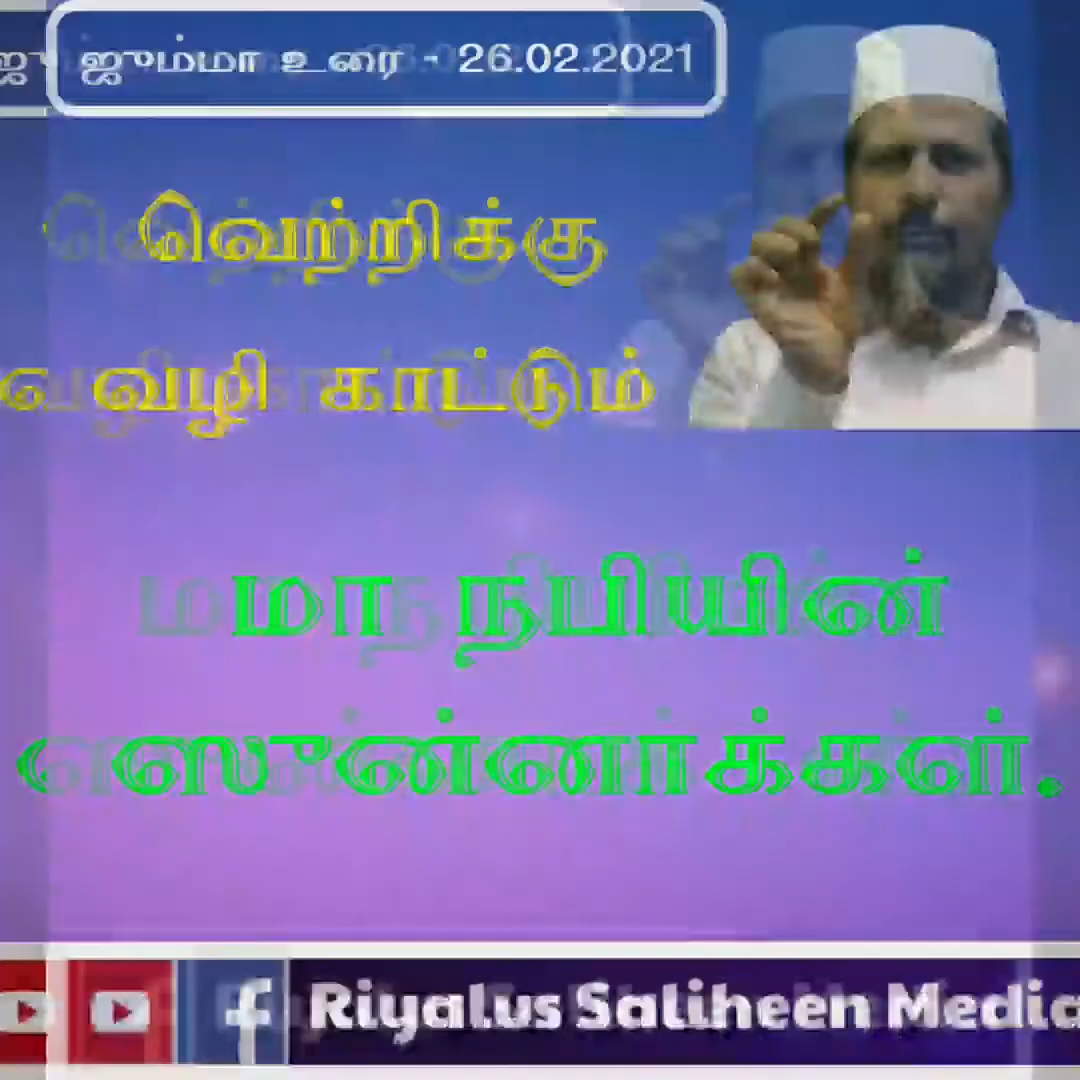 ஜும்மா உரை - 26.02.2021
வெற்றிக்கு
வழி காட்டும்
மா நபியின்
ஸுன்னாக்கள்.
Riyalus Saliheen Media